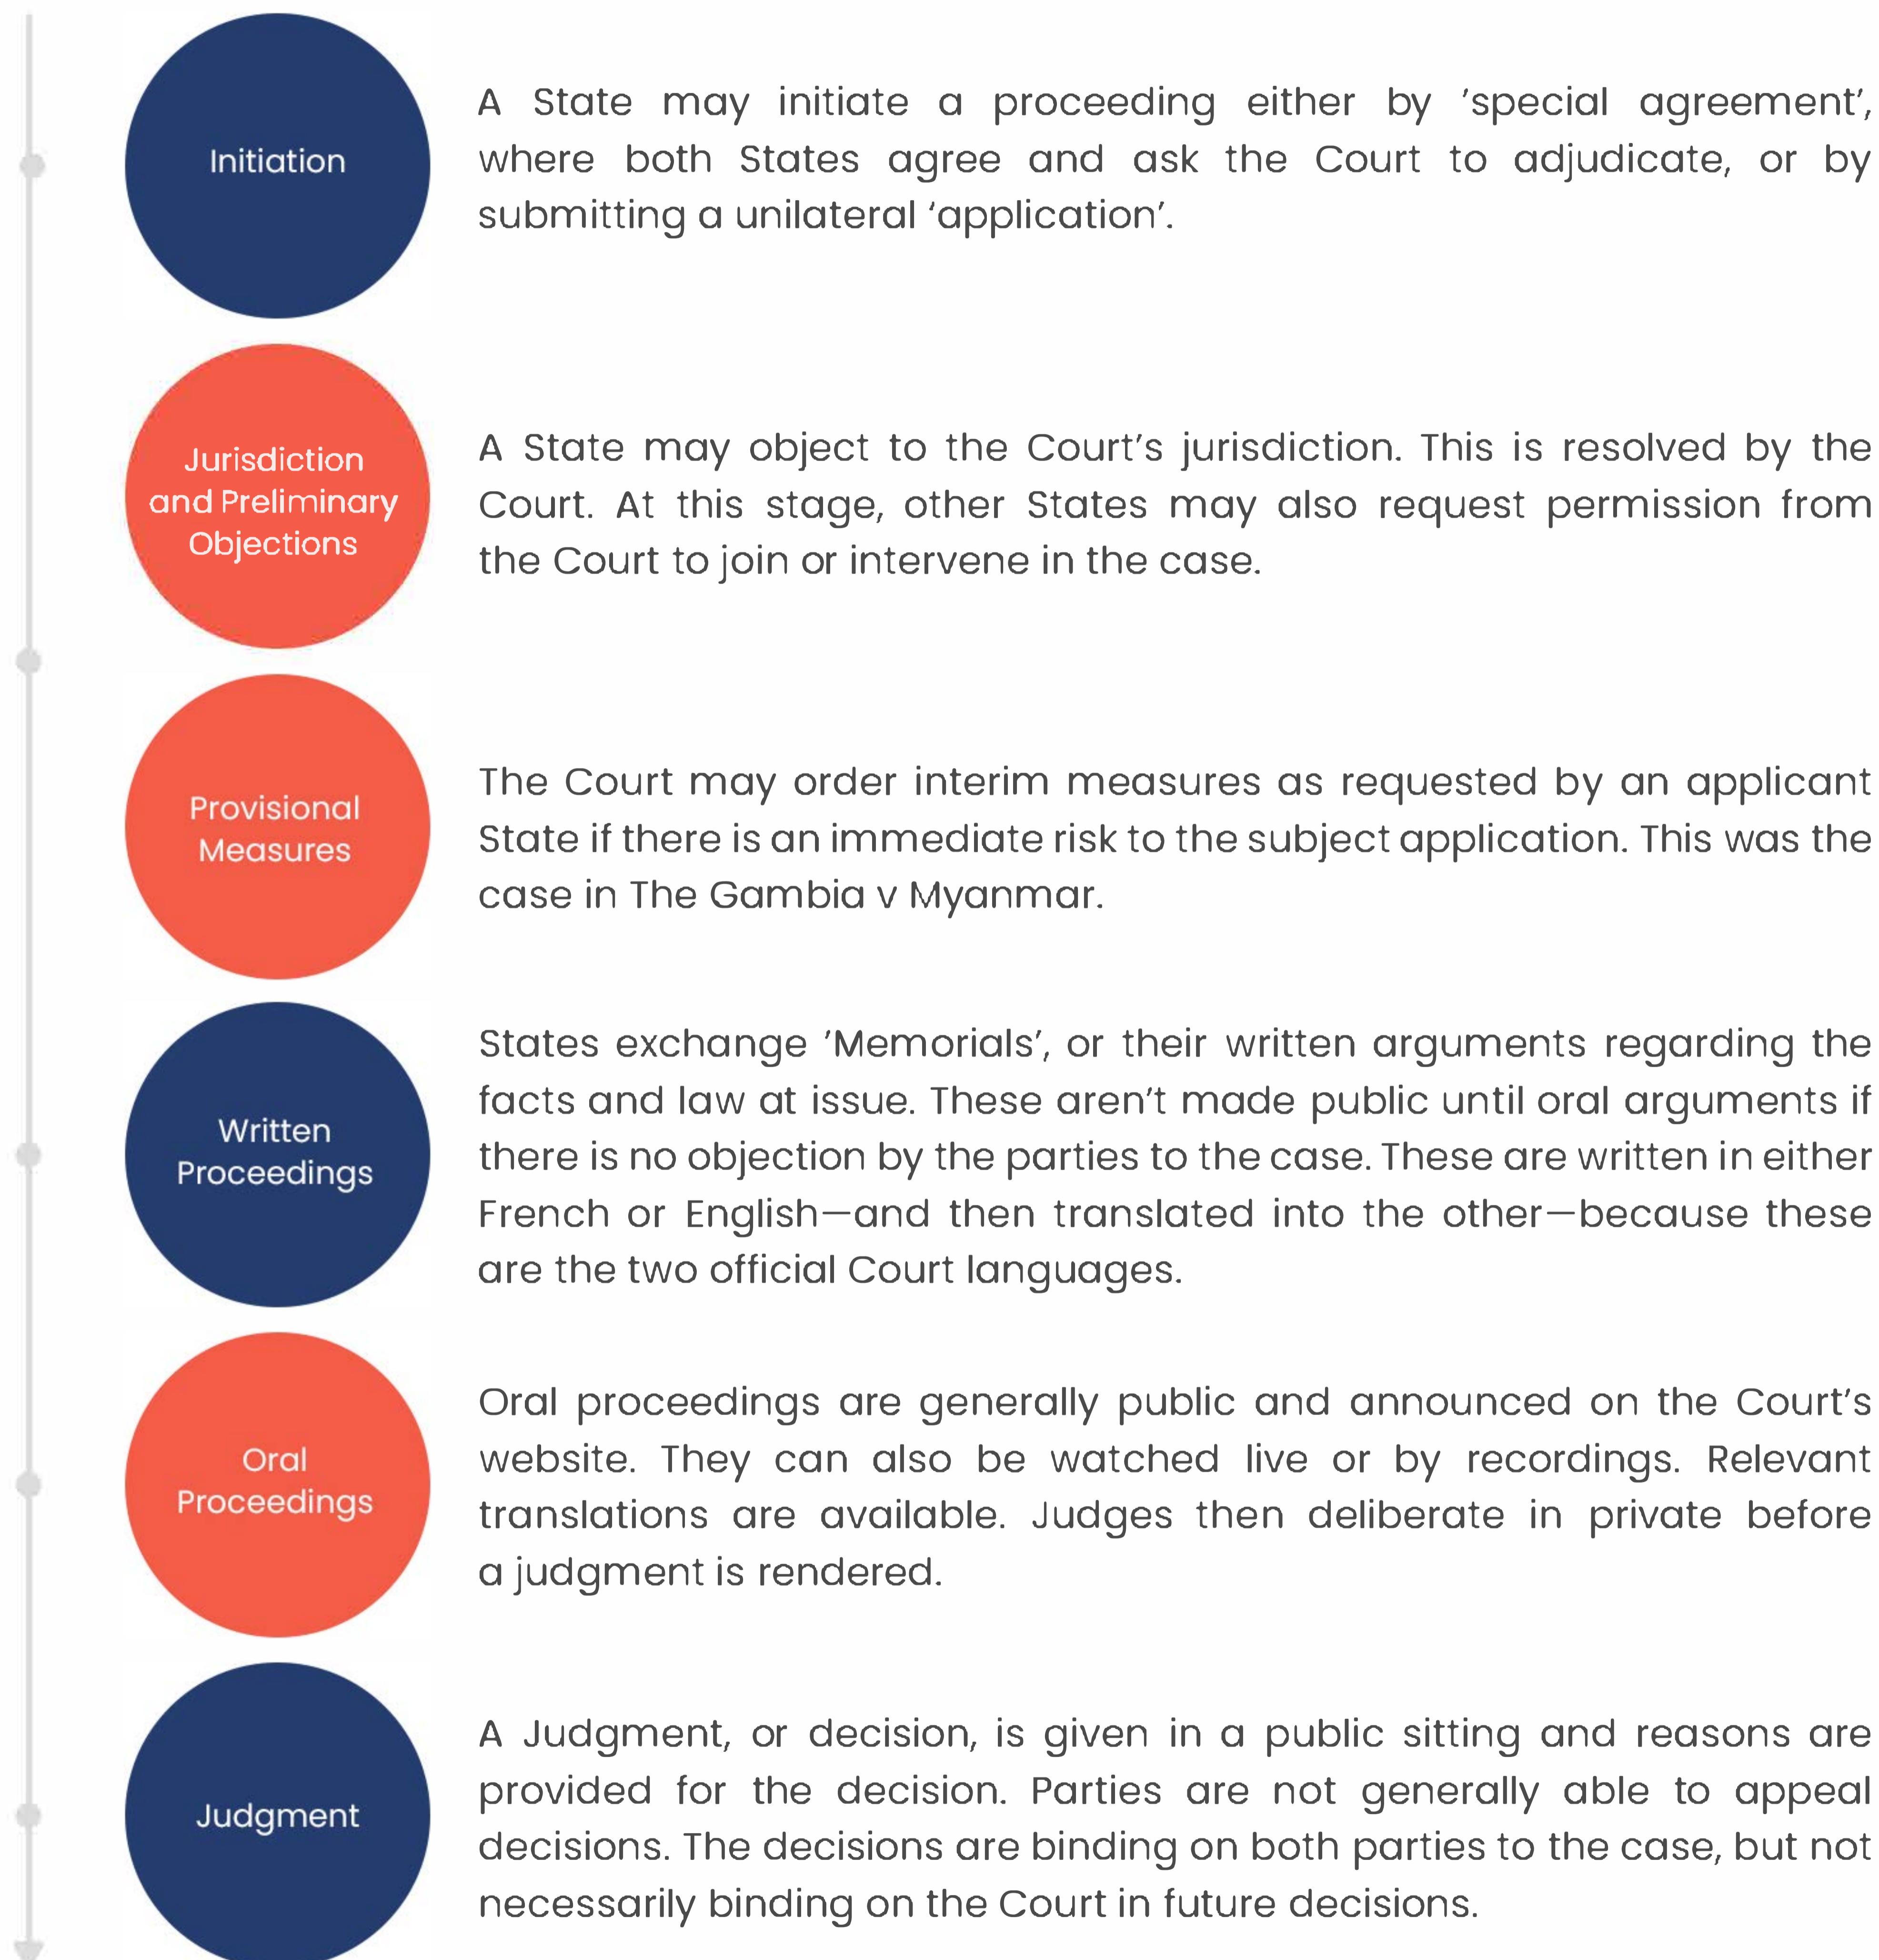 Initiation
A State may initiate a proceeding either by ‘special agreement’,
where both States agree and ask the Court to adjudicate, or by
submitting a unilateral ‘application’.
Jurisdiction
and Preliminary
Objections
A State may object to the Court’s jurisdiction. This is resolved by the
Court. At this stage, other States may also request permission from
the Court to join or intervene in the case.
Provisional
Measures
The Court may order interim measures as requested by an applicant
State if there is an immediate risk to the subject application. This was the
case in The Gambia v Myanmar.
Written
Proceedings
States exchange ‘Memorials’, or their written arguments regarding the
facts and law at issue. These aren’t made public until oral arguments if
there is no objection by the parties to the case. These are written in either
French or English—and then translated into the other—because these
are the two official Court languages.
Oral
Proceedings
Oral proceedings are generally public and announced on the Court’s
website. They can also be watched live or by recordings. Relevant
translations are available. Judges then deliberate in private before
a judgment is rendered.
Judgment
A Judgment, or decision, is given in a public sitting and reasons are
provided for the decision. Parties are not generally able to appeal
decisions. The decisions are binding on both parties to the case, but not
necessarily binding on the Court in future decisions.